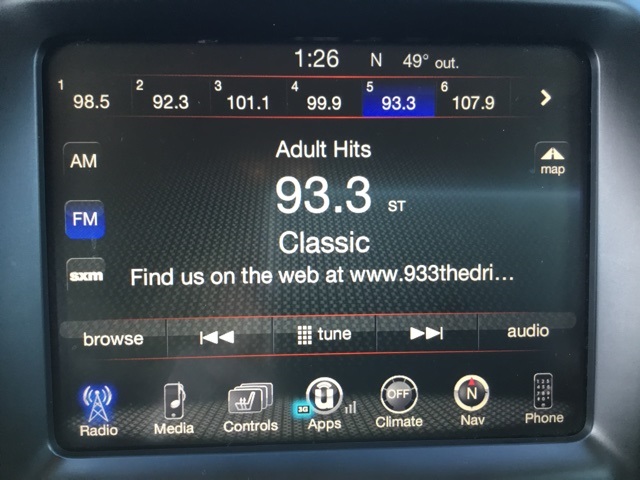 1:26 N 49° out.
1 98.5 2 92.3 3 101.1 4 99.9 5 93.3 6 107.9
Adult Hits
AM
map
93.3 ST
FM
Classic
sxm
Find us on the web at www.933thedri...
browse tune audio
OFF N
3G
Radio Media Controls Apps Climate Nav Phone